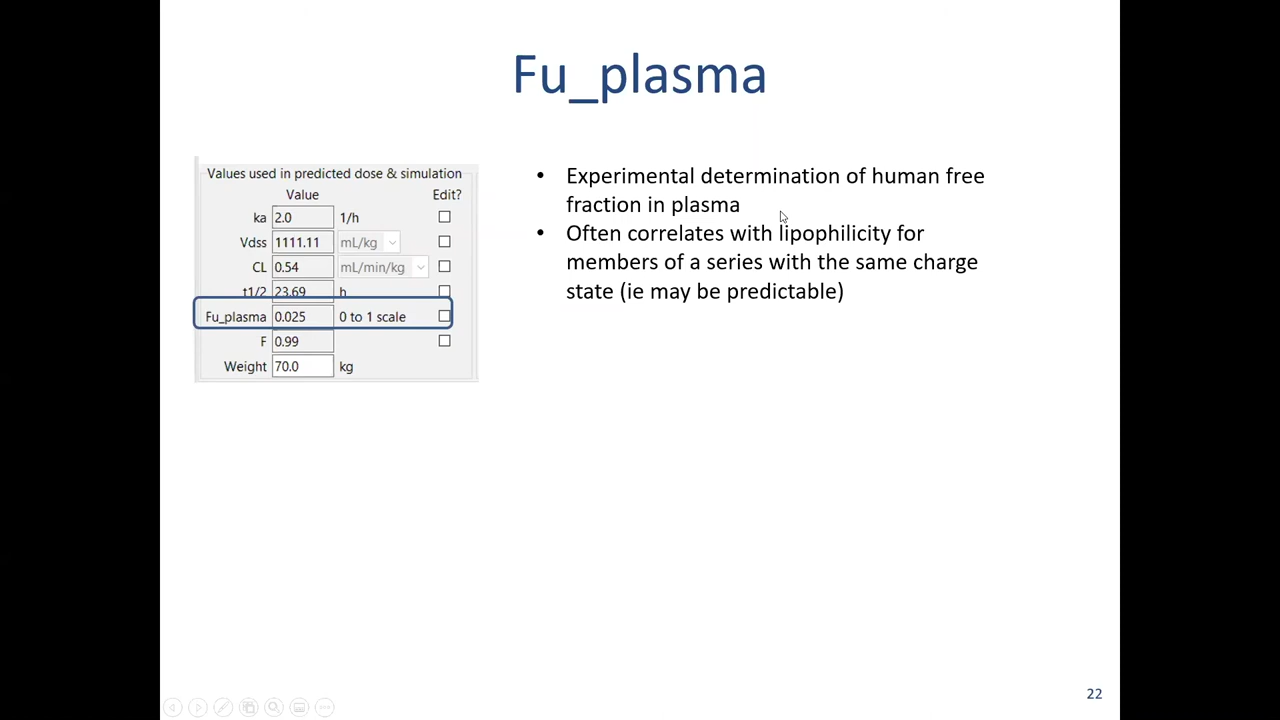 Fu_plasma
Values used in predicted dose & simulation
Value Edit?
ka 2.0 1/h
Vdss 1111.11 mL/kg
CL 0.54 mL/min/kg
t1/2 23.69 h
Fu_plasma 0.025 0 to 1 scale
F 0.99
Weight 70.0 kg
• Experimental determination of human free
fraction in plasma
• Often correlates with lipophilicity for
members of a series with the same charge
state (ie may be predictable)
22